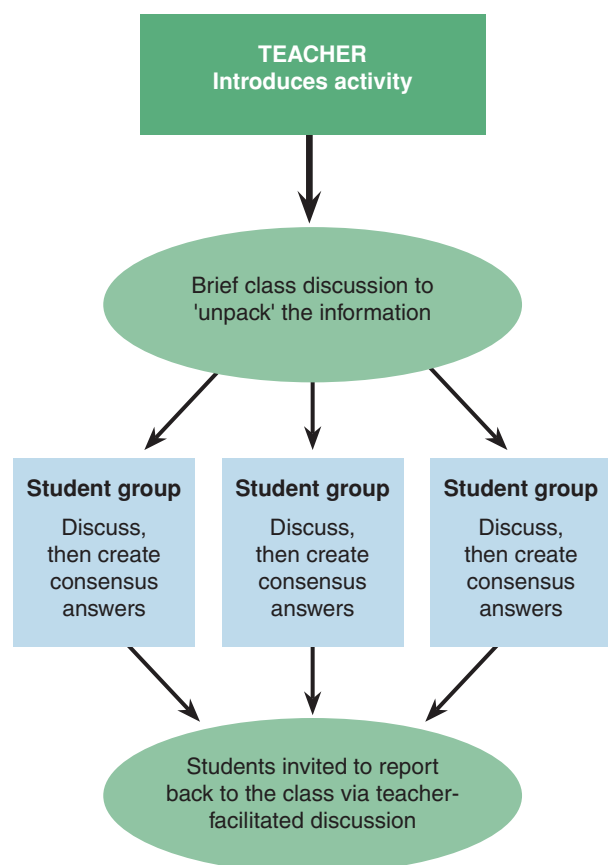 TEACHER
Introduces activity
Brief class discussion to
'unpack' the information
Student group
Discuss,
then create
consensus
answers
Student group
Discuss,
then create
consensus
answers
Student group
Discuss,
then create
consensus
answers
Students invited to report
back to the class via teacher-
facilitated discussion